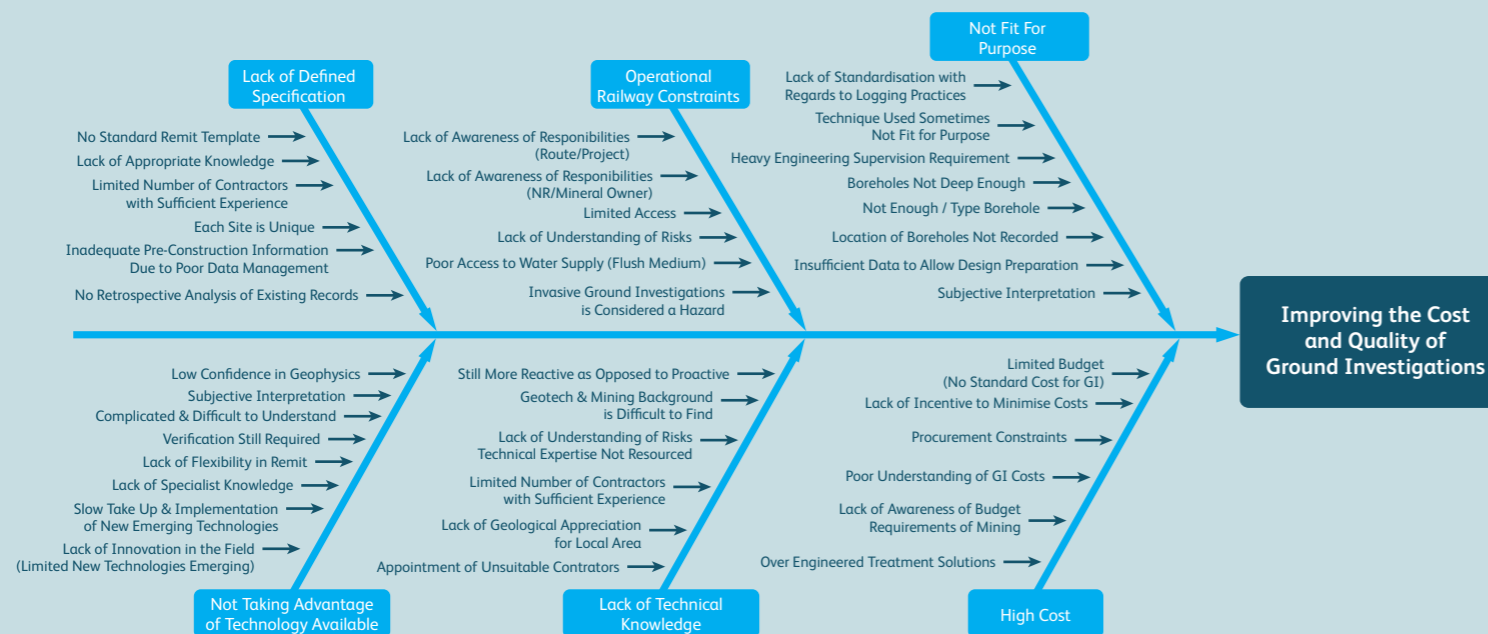 Lack of Defined
Specification
No Standard Remit Template
Lack of Appropriate Knowledge
Limited Number of Contractors
with Sufficient Experience
Each Site is Unique
Inadequate Pre-Construction Information
Due to Poor Data Management
No Retrospective Analysis of Existing Records
Operational
Railway Constraints
Lack of Awareness of Responibilities
(Route/Project)
Lack of Awareness of Responibilities
(NR/Mineral Owner)
Limited Access
Lack of Understanding of Risks
Poor Access to Water Supply (Flush Medium)
Invasive Ground Investigations
is Considered a Hazard
Not Fit For
Purpose
Lack of Standardisation with
Regards to Logging Practices
Technique Used Sometimes
Not Fit for Purpose
Heavy Engineering Supervision Requirement
Boreholes Not Deep Enough
Not Enough / Type Borehole
Location of Boreholes Not Recorded
Insufficient Data to Allow Design Preparation
Subjective Interpretation
Improving the Cost
and Quality of
Ground Investigations
Low Confidence in Geophysics
Subjective Interpretation
Complicated & Difficult to Understand
Verification Still Required
Lack of Flexibility in Remit
Lack of Specialist Knowledge
Slow Take Up & Implementation
of New Emerging Technologies
Lack of Innovation in the Field
(Limited New Technologies Emerging)
Not Taking Advantage
of Technology Available
Still More Reactive as Opposed to Proactive
Geotech & Mining Background
is Difficult to Find
Lack of Understanding of Risks
Technical Expertise Not Resourced
Limited Number of Contractors
with Sufficient Experience
Lack of Geological Appreciation
for Local Area
Appointment of Unsuitable Contrators
Lack of Technical
Knowledge
Limited Budget
(No Standard Cost for GI)
Lack of Incentive to Minimise Costs
Procurement Constraints
Poor Understanding of GI Costs
Lack of Awareness of Budget
Requirements of Mining
Over Engineered Treatment Solutions
High Cost